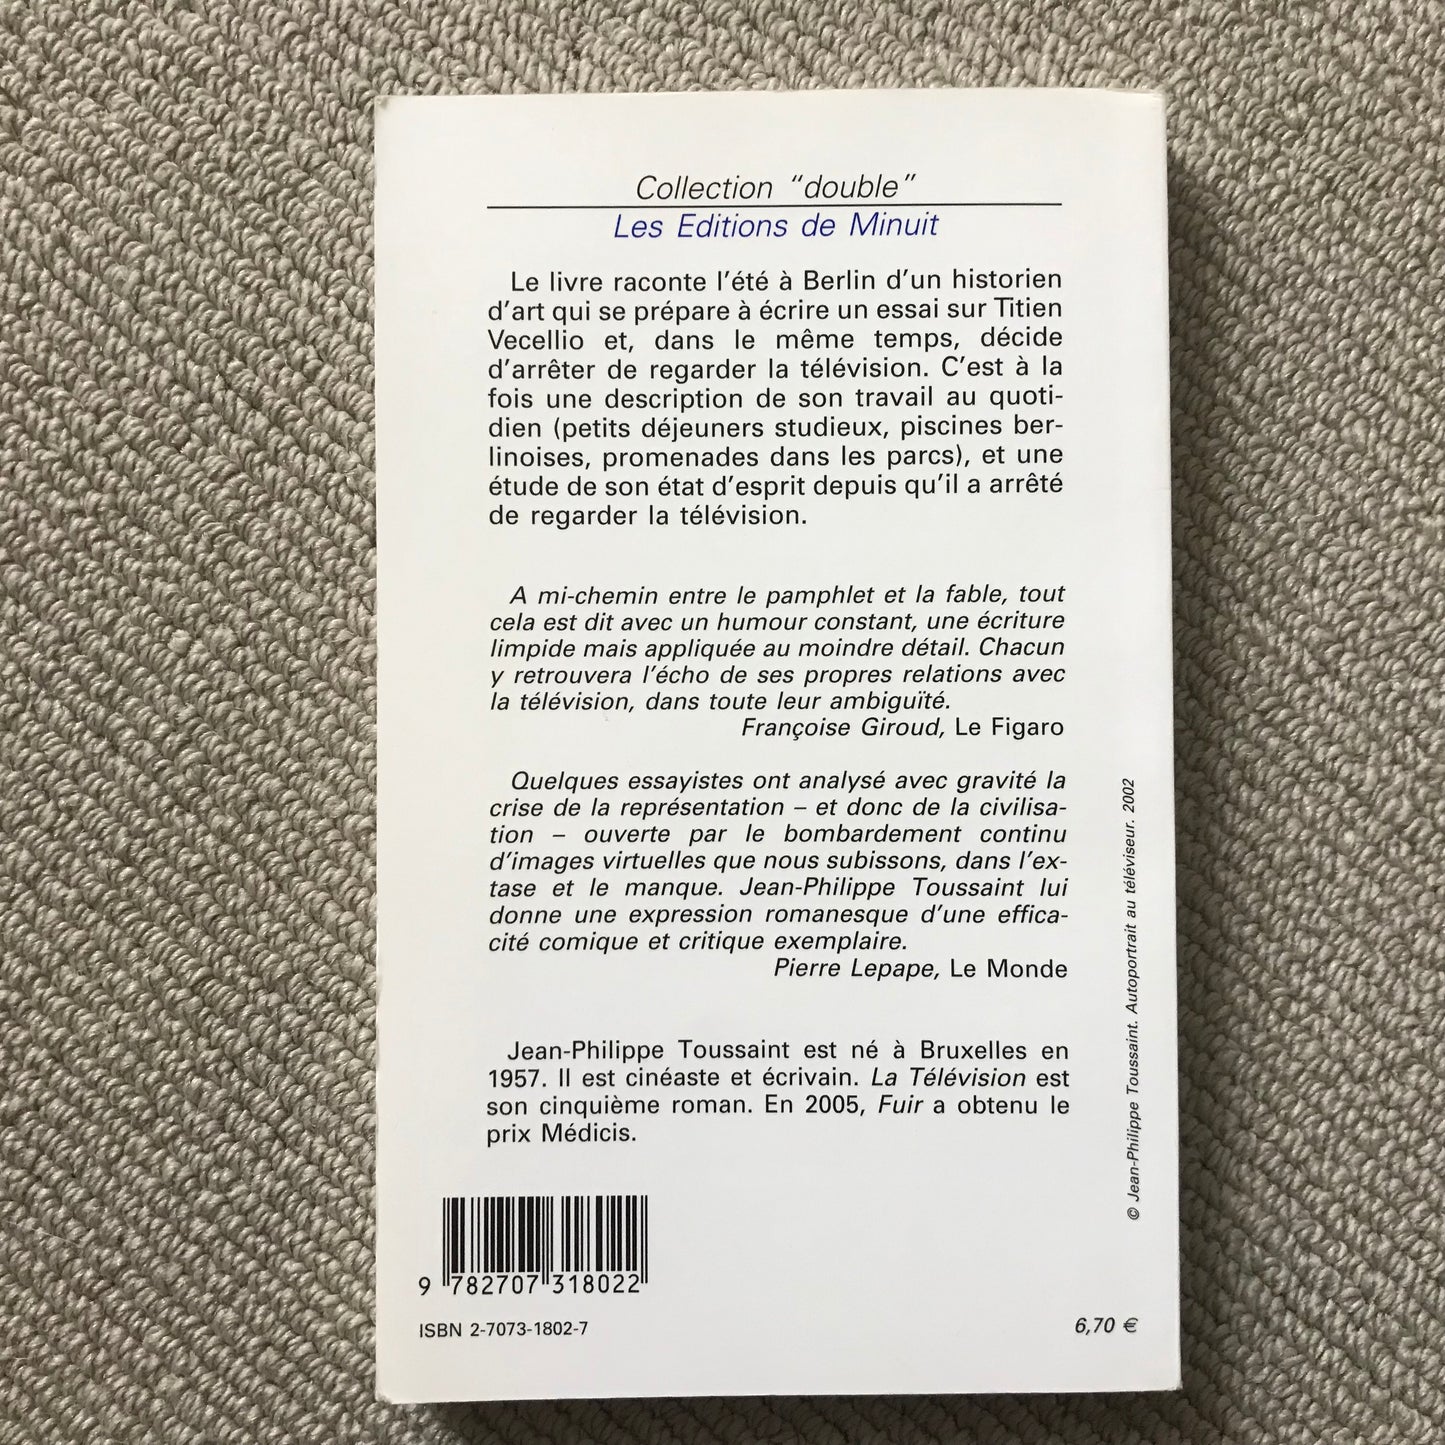 Collection “double”
Les Editions de Minuit
Le livre raconte l’été à Berlin d’un historien
d’art qui se prépare à écrire un essai sur Titien
Vecellio et, dans le même temps, décide
d’arrêter de regarder la télévision. C’est à la
fois une description de son travail au quoti-
dien (petits déjeuners studieux, piscines ber-
linoises, promenades dans les parcs), et une
étude de son état d’esprit depuis qu’il a arrêté
de regarder la télévision.
A mi-chemin entre le pamphlet et la fable, tout
cela est dit avec un humour constant, une écriture
limpide mais appliquée au moindre détail. Chacun
y retrouvera l’écho de ses propres relations avec
la télévision, dans toute leur ambiguïté.
Françoise Giroud, Le Figaro
Quelques essayistes ont analysé avec gravité la
crise de la représentation – et donc de la civilisa-
tion – ouverte par le bombardement continu
d’images virtuelles que nous subissons, dans l’ex-
tase et le manque. Jean-Philippe Toussaint lui
donne une expression romanesque d’une effica-
cité comique et critique exemplaire.
Pierre Lepape, Le Monde
Jean-Philippe Toussaint est né à Bruxelles en
1957. Il est cinéaste et écrivain. La Télévision est
son cinquième roman. En 2005, Fuir a obtenu le
prix Médicis.
© Jean-Philippe Toussaint. Autoportrait au téléviseur. 2002
9 782707 318022
ISBN 2-7073-1802-7
6,70 €